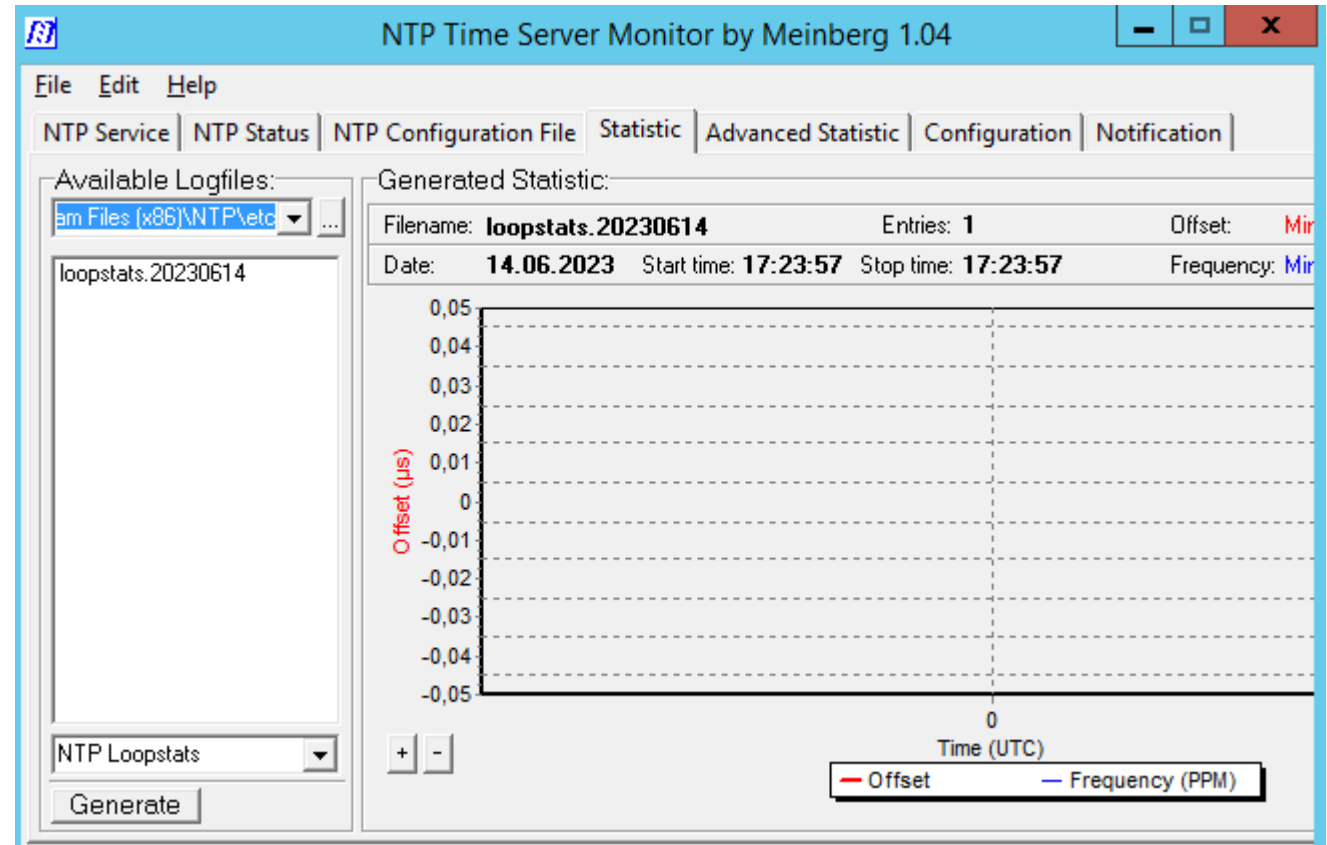 NTP Time Server Monitor by Meinberg 1.04
File Edit Help
NTP Service NTP Status NTP Configuration File Statistic Advanced Statistic Configuration Notification
Available Logfiles:
am Files (x86)\NTP\etc ...
loopstats.20230614
NTP Loopstats
Generate
Generated Statistic:
Filename: loopstats.20230614 Entries: 1 Offset: Mir
Date: 14.06.2023 Start time: 17:23:57 Stop time: 17:23:57 Frequency: Mir
0,05
0,04
0,03
0,02
0,01
0
-0,01
-0,02
-0,03
-0,04
-0,05
Offset (µs)
0
Time (UTC)
+ -
Offset Frequency (PPM)